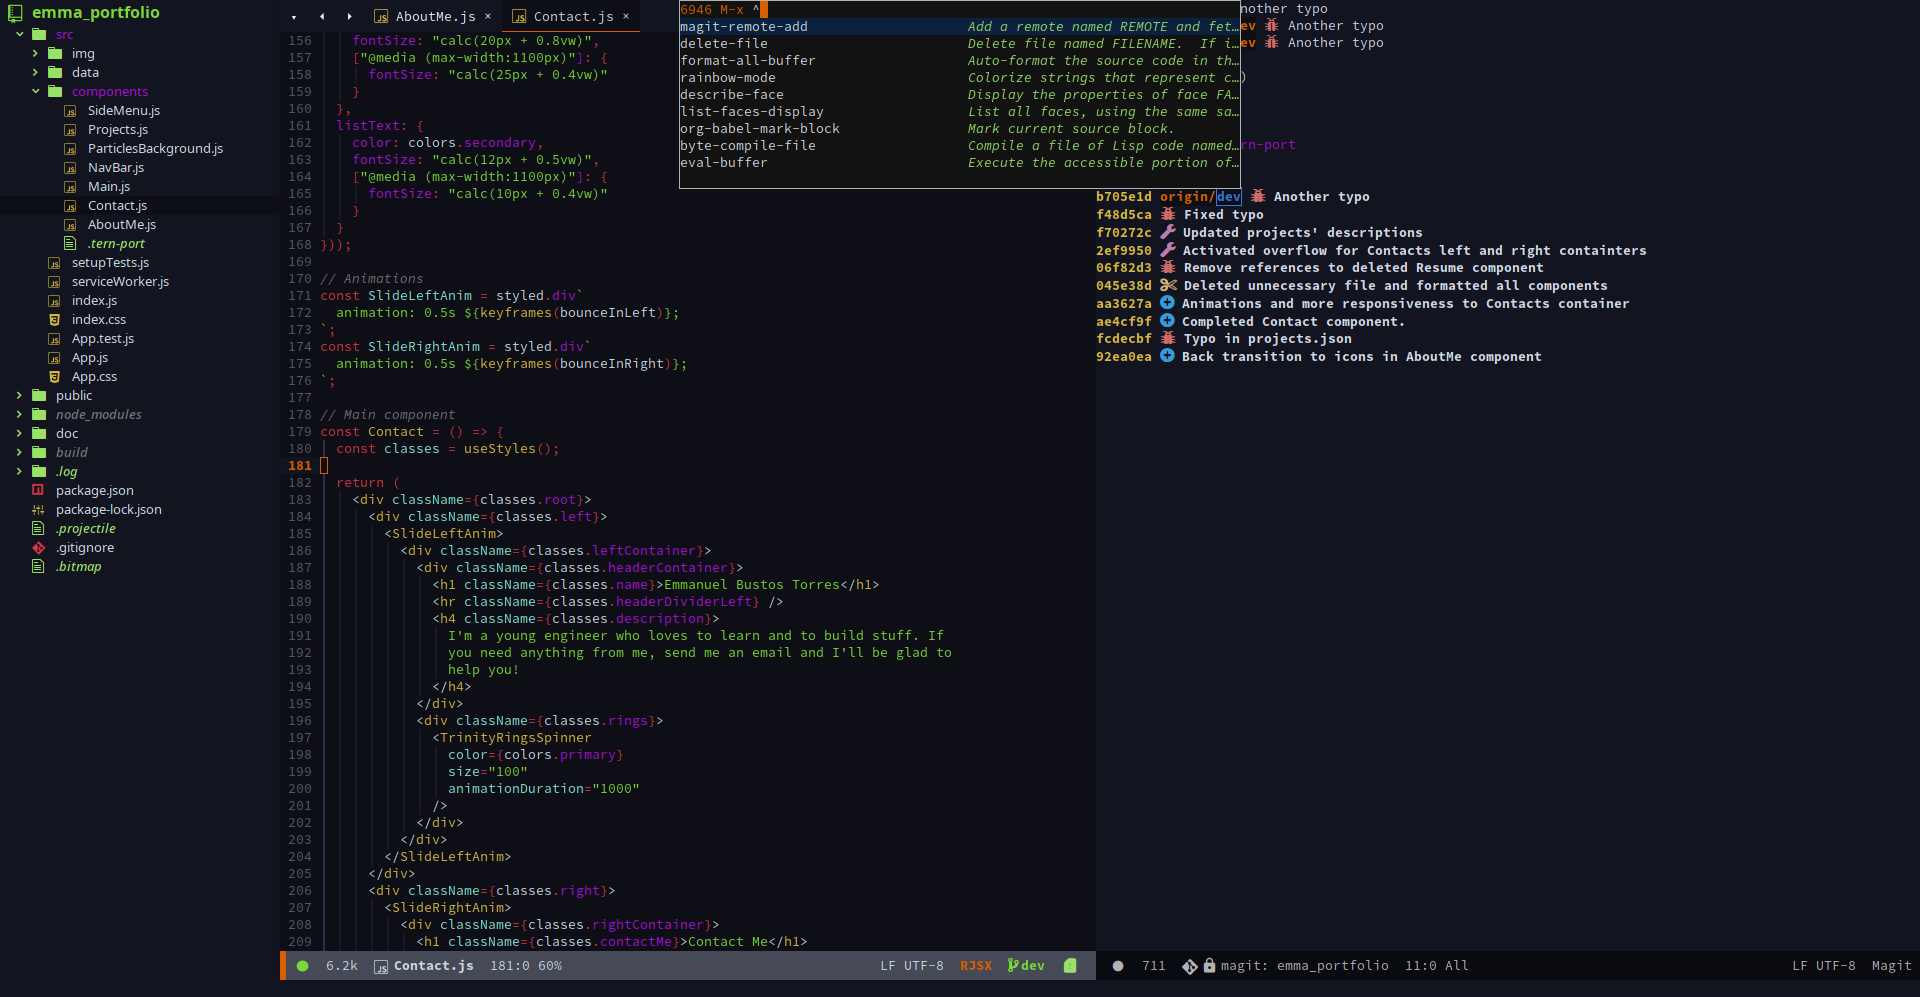 emma_portfolio
src
img
data
components
SideMenu.js
Projects.js
ParticlesBackground.js
NavBar.js
Main.js
Contact.js
AboutMe.js
.tern-port
setupTests.js
serviceWorker.js
index.js
index.css
App.test.js
App.js
App.css
public
node_modules
doc
build
.log
package.json
package-lock.json
.projectile
.gitignore
.bitmap
AboutMe.js × Contact.js ×
156 fontSize: "calc(20px + 0.8vw)",
157 ["@media (max-width:1100px)"]: {
158 fontSize: "calc(25px + 0.4vw)"
159 }
160 },
161 listText: {
162 color: colors.secondary,
163 fontSize: "calc(12px + 0.5vw)",
164 ["@media (max-width:1100px)"]: {
165 fontSize: "calc(10px + 0.4vw)"
166 }
167 }
168 }));
169
170 // Animations
171 const SlideLeftAnim = styled.div`
172 animation: 0.5s ${keyframes(bounceInLeft)};
173 `;
174 const SlideRightAnim = styled.div`
175 animation: 0.5s ${keyframes(bounceInRight)};
176 `;
177
178 // Main component
179 const Contact = () => {
180 const classes = useStyles();
181
182 return (
183 <div className={classes.root}>
184 <div className={classes.left}>
185 <SlideLeftAnim>
186 <div className={classes.leftContainer}>
187 <div className={classes.headerContainer}>
188 <h1 className={classes.name}>Emmanuel Bustos Torres</h1>
189 <hr className={classes.headerDividerLeft} />
190 <h4 className={classes.description}>
191 I'm a young engineer who loves to learn and to build stuff. If
192 you need anything from me, send me an email and I'll be glad to
193 help you!
194 </h4>
195 </div>
196 <div className={classes.rings}>
197 <TrinityRingsSpinner
198 color={colors.primary}
199 size="100"
200 animationDuration="1000"
201 />
202 </div>
203 </div>
204 </SlideLeftAnim>
205 </div>
206 <div className={classes.right}>
207 <SlideRightAnim>
208 <div className={classes.rightContainer}>
209 <h1 className={classes.contactMe}>Contact Me</h1>
6.2k JS Contact.js 181:0 60% LF UTF-8 RJSX dev
6946 M-x ^
magit-remote-add Add a remote named REMOTE and fet…
delete-file Delete file named FILENAME. If i…
format-all-buffer Auto-format the source code in th…
rainbow-mode Colorize strings that represent c…
describe-face Display the properties of face FA…
list-faces-display List all faces, using the same sa…
org-babel-mark-block Mark current source block.
byte-compile-file Compile a file of Lisp code named…
eval-buffer Execute the accessible portion of…
nother typo
ev Another typo
ev Another typo
)
rn-port
b705e1d origin/dev Another typo
f48d5ca Fixed typo
f70272c Updated projects' descriptions
2ef9950 Activated overflow for Contacts left and right containters
06f82d3 Remove references to deleted Resume component
045e38d Deleted unnecessary file and formatted all components
aa3627a Animations and more responsiveness to Contacts container
ae4cf9f Completed Contact component.
fcdecbf Typo in projects.json
92ea0ea Back transition to icons in AboutMe component
711 magit: emma_portfolio 11:0 All LF UTF-8 Magit